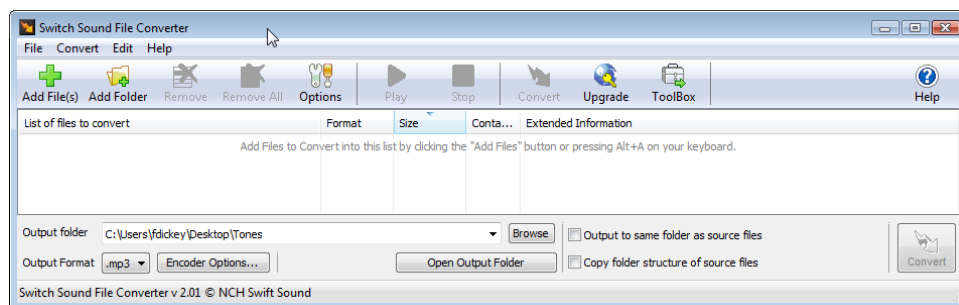 Switch Sound File Converter
File Convert Edit Help
Add File(s) Add Folder Remove Remove All Options Play Stop Convert Upgrade ToolBox Help
List of files to convert Format Size Conta... Extended Information
Add Files to Convert into this list by clicking the "Add Files" button or pressing Alt+A on your keyboard.
Output folder C:\Users\fdickey\Desktop\Tones Browse Output to same folder as source files
Output Format .mp3 Encoder Options... Open Output Folder Copy folder structure of source files Convert
Switch Sound File Converter v 2.01 © NCH Swift Sound